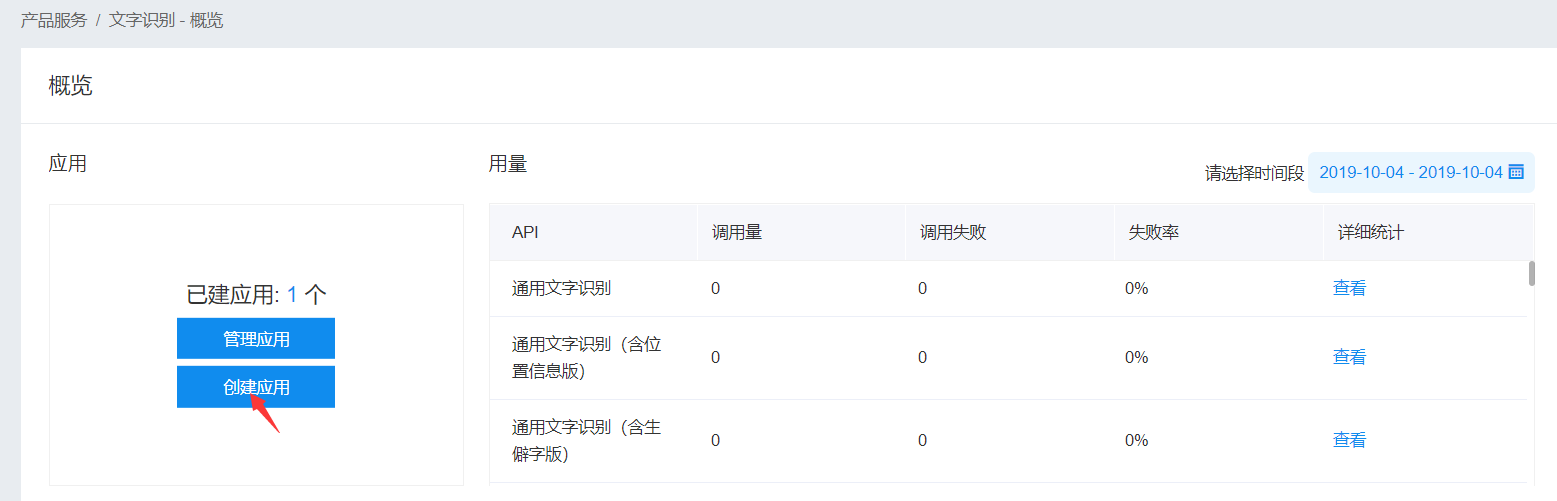 产品服务 / 文字识别 - 概览
概览
应用
已建应用: 1 个
管理应用
创建应用
用量
请选择时间段 2019-10-04 - 2019-10-04
API 调用量 调用失败 失败率 详细统计
通用文字识别 0 0 0% 查看
通用文字识别（含位
置信息版） 0 0 0% 查看
通用文字识别（含生
僻字版） 0 0 0% 查看